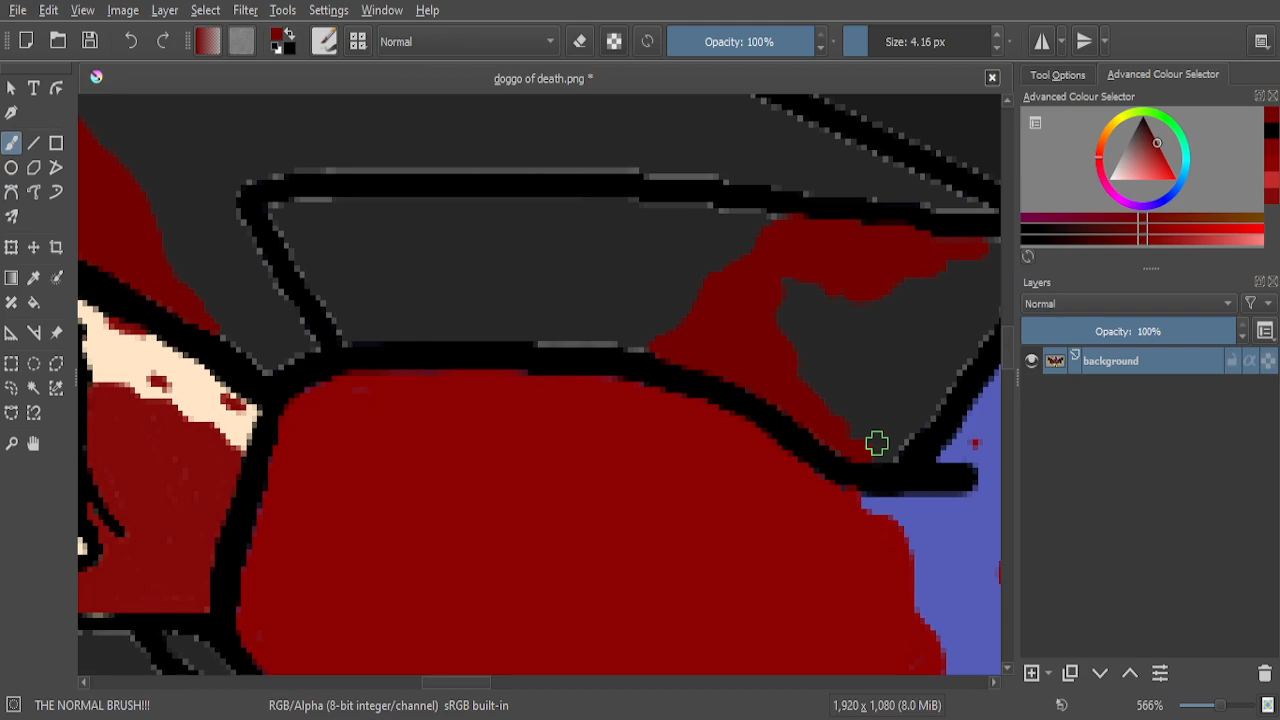 File Edit View Image Layer Select Filter Tools Settings Window Help
Normal Opacity: 100% Size: 4.16 px
doggo of death.png *
Tool Options Advanced Colour Selector
Advanced Colour Selector
Layers
Normal
Opacity: 100%
background
THE NORMAL BRUSH!!! RGB/Alpha (8-bit integer/channel) sRGB built-in 1,920 x 1,080 (8.0 MiB) 566%